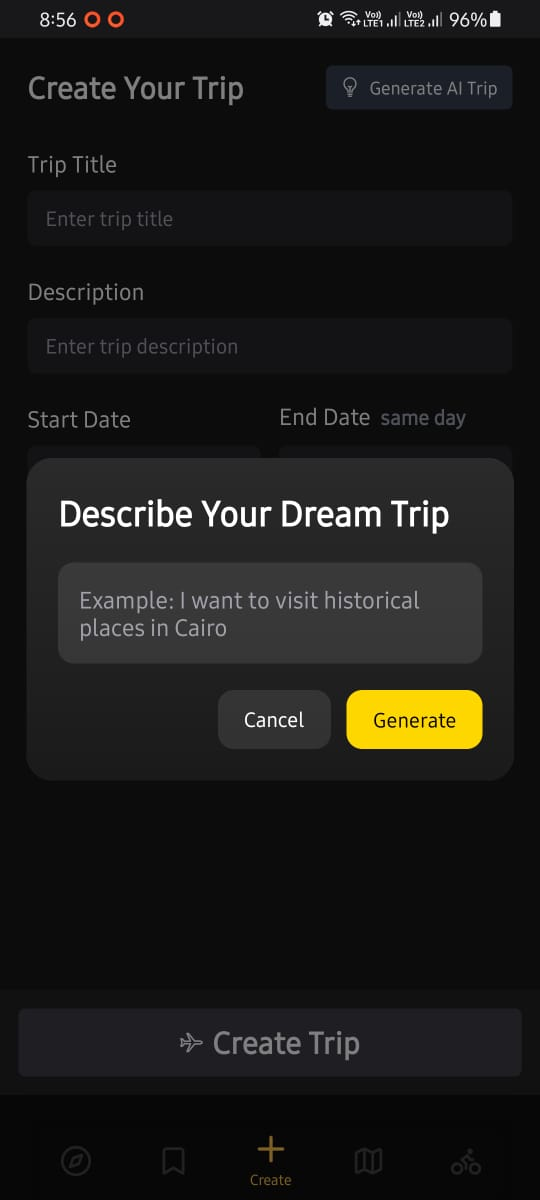 8:56 Vo)) LTE1 Vo)) LTE2 96%
Create Your Trip
Generate AI Trip
Trip Title
Enter trip title
Description
Enter trip description
Start Date End Date same day
Describe Your Dream Trip
Example: I want to visit historical
places in Cairo
Cancel Generate
Create Trip
Create